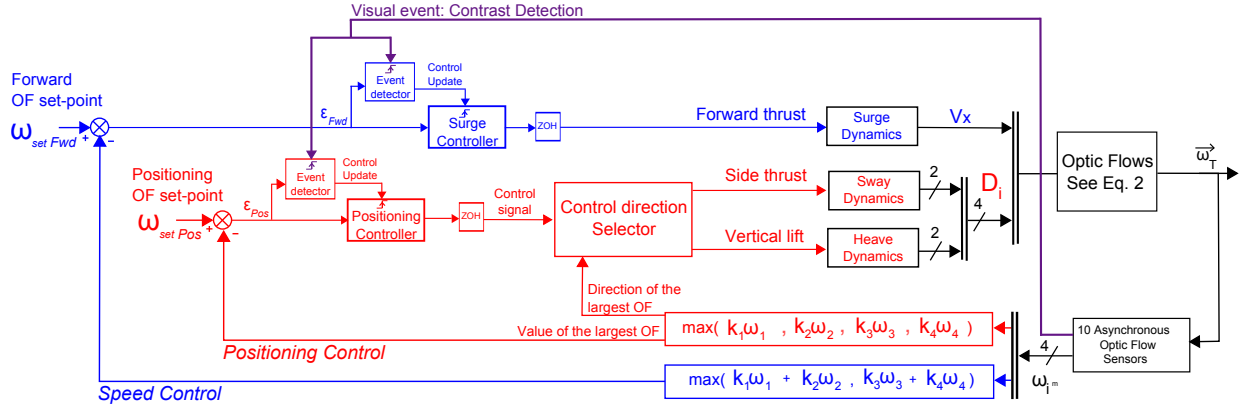 Visual event: Contrast Detection
Forward
OF set-point
ω set Fwd
+
−
ε Fwd
Event
detector
Control
Update
Surge
Controller
ZOH
Forward thrust
Surge
Dynamics
Vx
Positioning
OF set-point
ω set Pos
+
−
ε Pos
Event
detector
Control
Update
Positioning
Controller
ZOH
Control
signal
Control direction
Selector
Side thrust
Sway
Dynamics
2
Vertical lift
Heave
Dynamics
2
D i
4
Optic Flows
See Eq. 2
ω⃗ T
Direction of the
largest OF
Value of the largest OF
max( k₁ω₁ , k₂ω₂ , k₃ω₃ , k₄ω₄ )
Positioning Control
10 Asynchronous
Optic Flow
Sensors
4
ω i m
max( k₁ω₁ + k₂ω₂ , k₃ω₃ + k₄ω₄ )
Speed Control